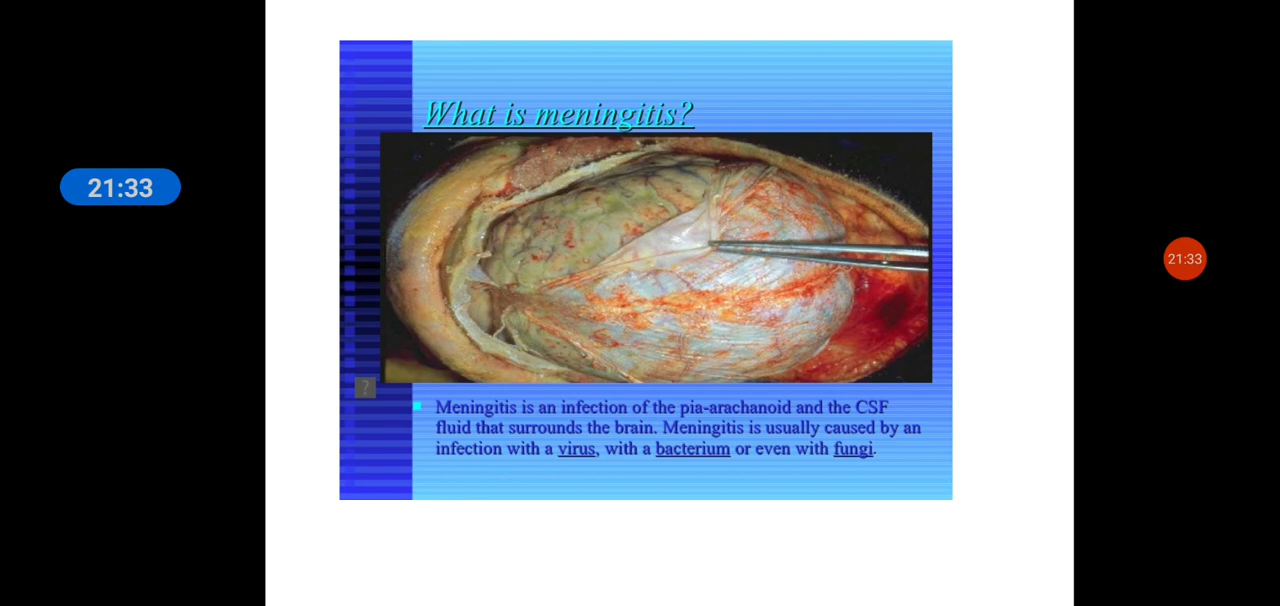 What is meningitis?
21:33
21:33
?
Meningitis is an infection of the pia-arachanoid and the CSF
fluid that surrounds the brain. Meningitis is usually caused by an
infection with a virus, with a bacterium or even with fungi.